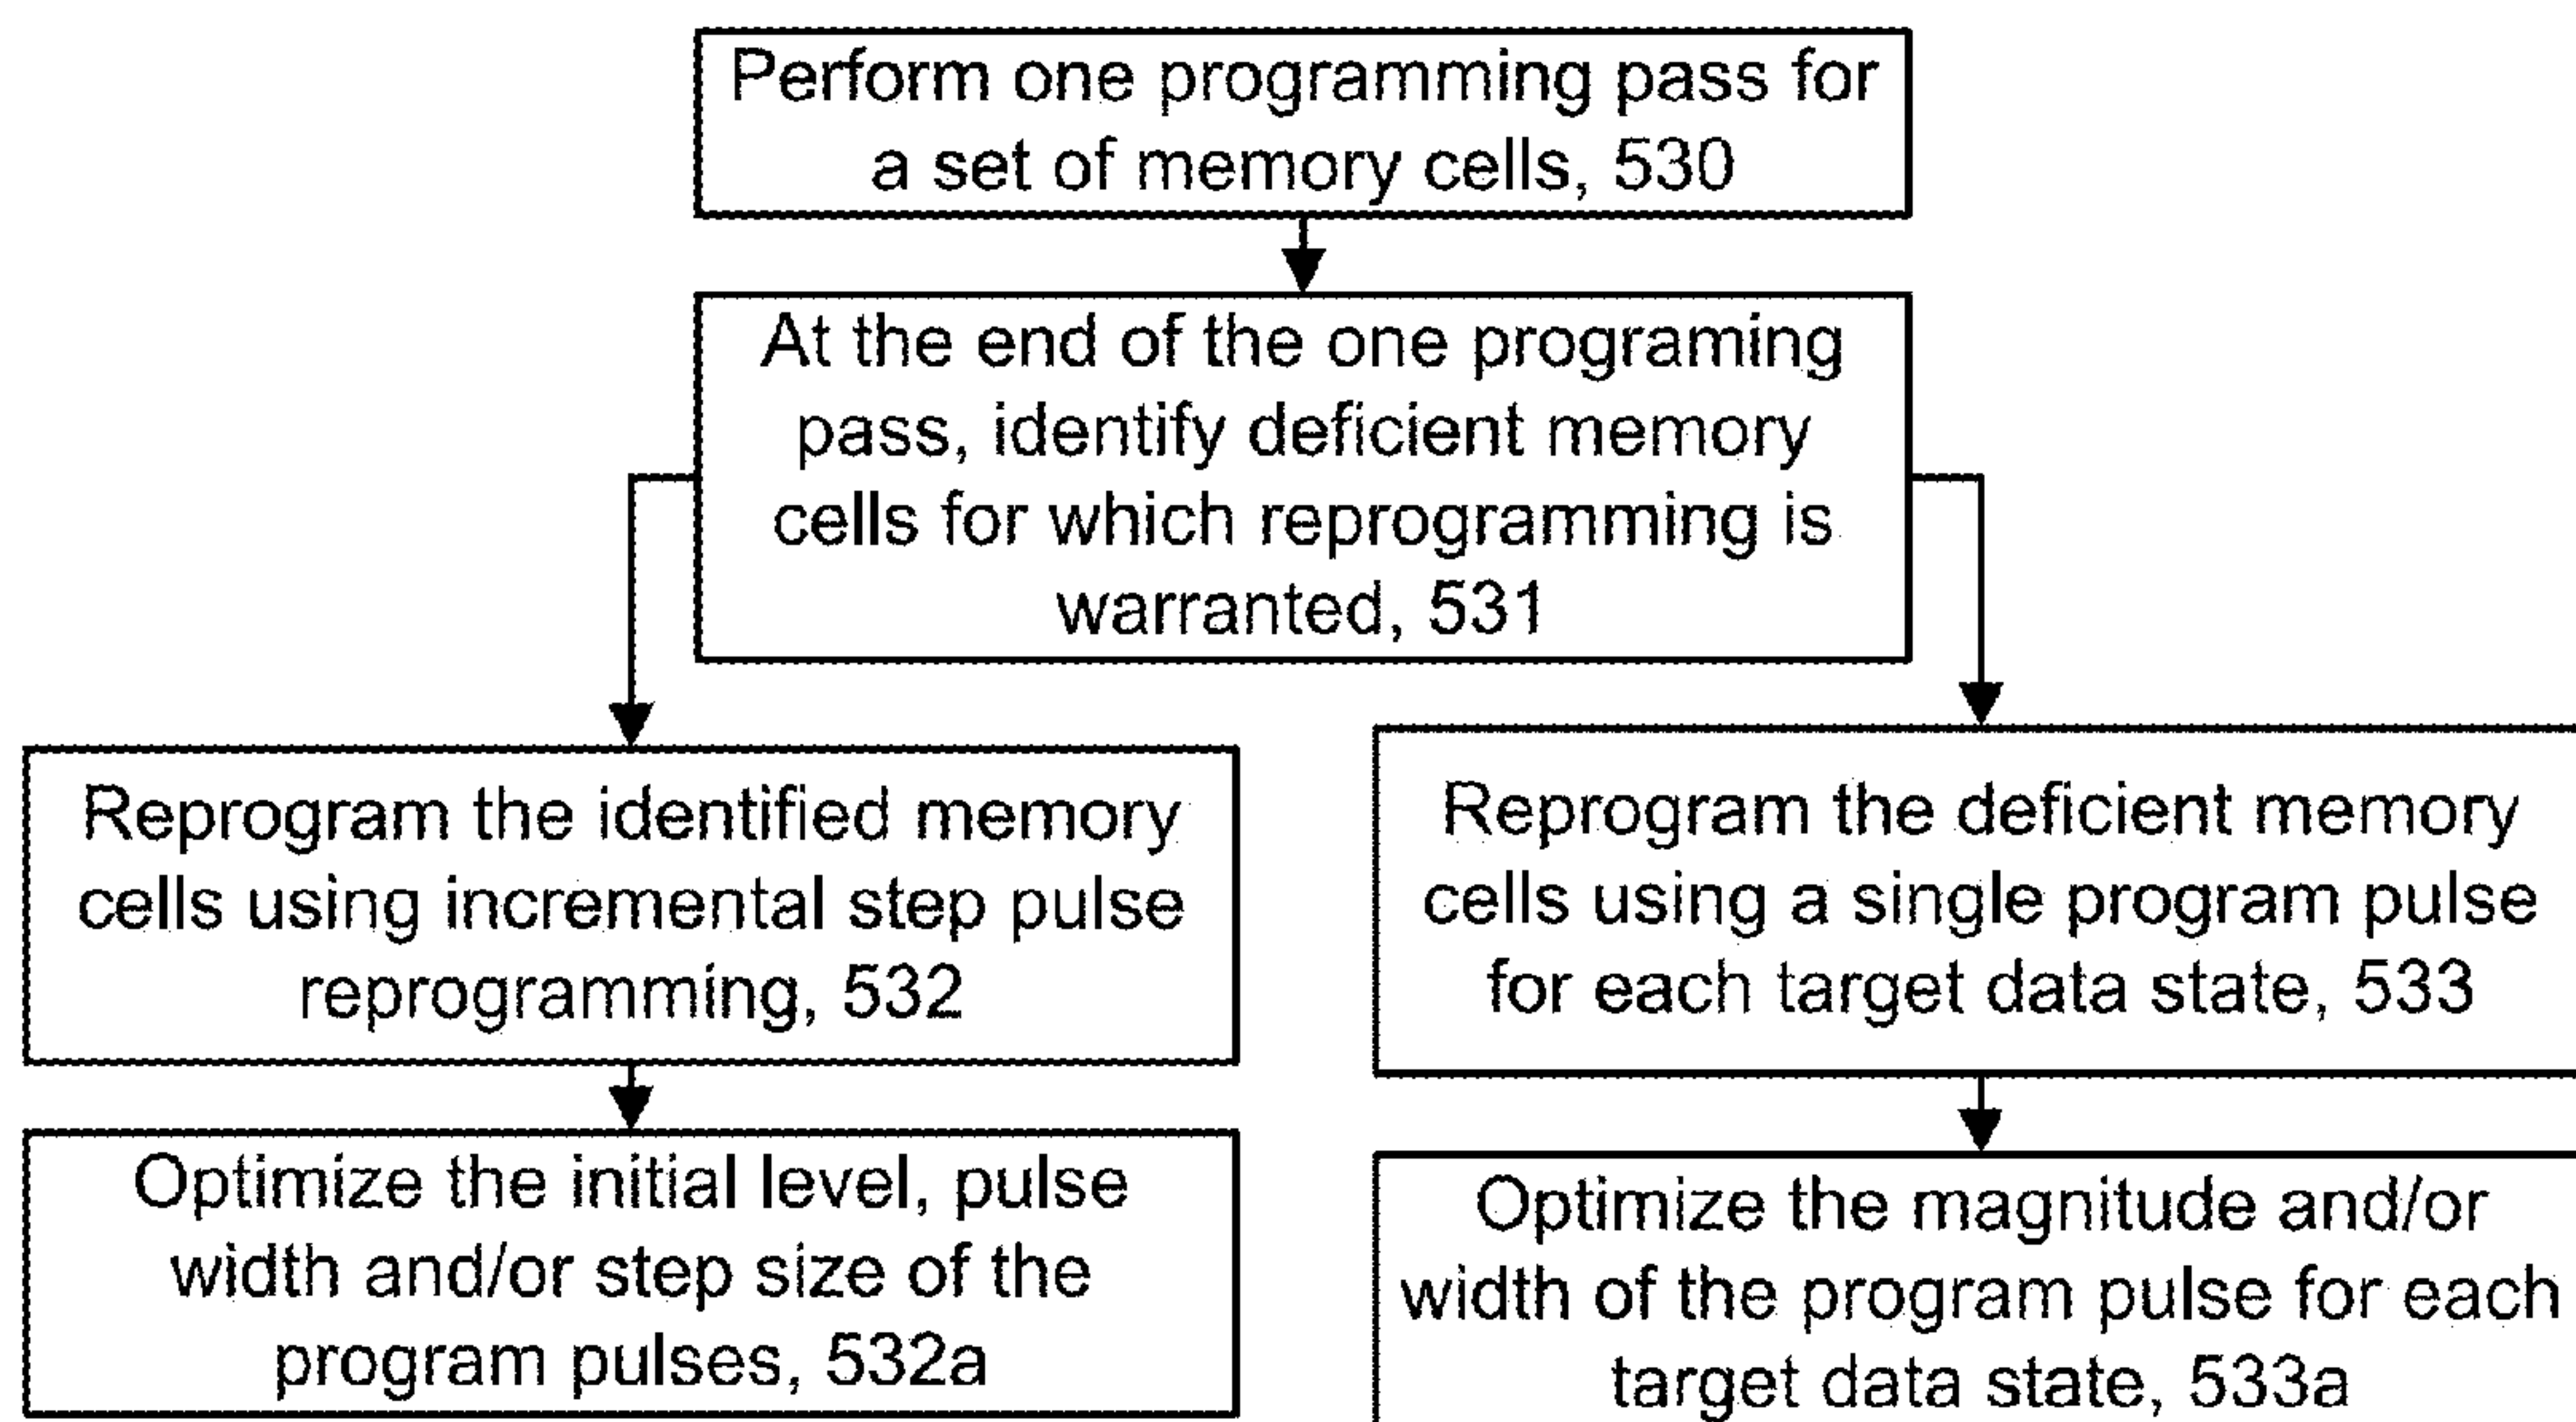 Perform one programming pass for
a set of memory cells, 530
At the end of the one programing
pass, identify deficient memory
cells for which reprogramming is
warranted, 531
Reprogram the identified memory
cells using incremental step pulse
reprogramming, 532
Reprogram the deficient memory
cells using a single program pulse
for each target data state, 533
Optimize the initial level, pulse
width and/or step size of the
program pulses, 532a
Optimize the magnitude and/or
width of the program pulse for each
target data state, 533a